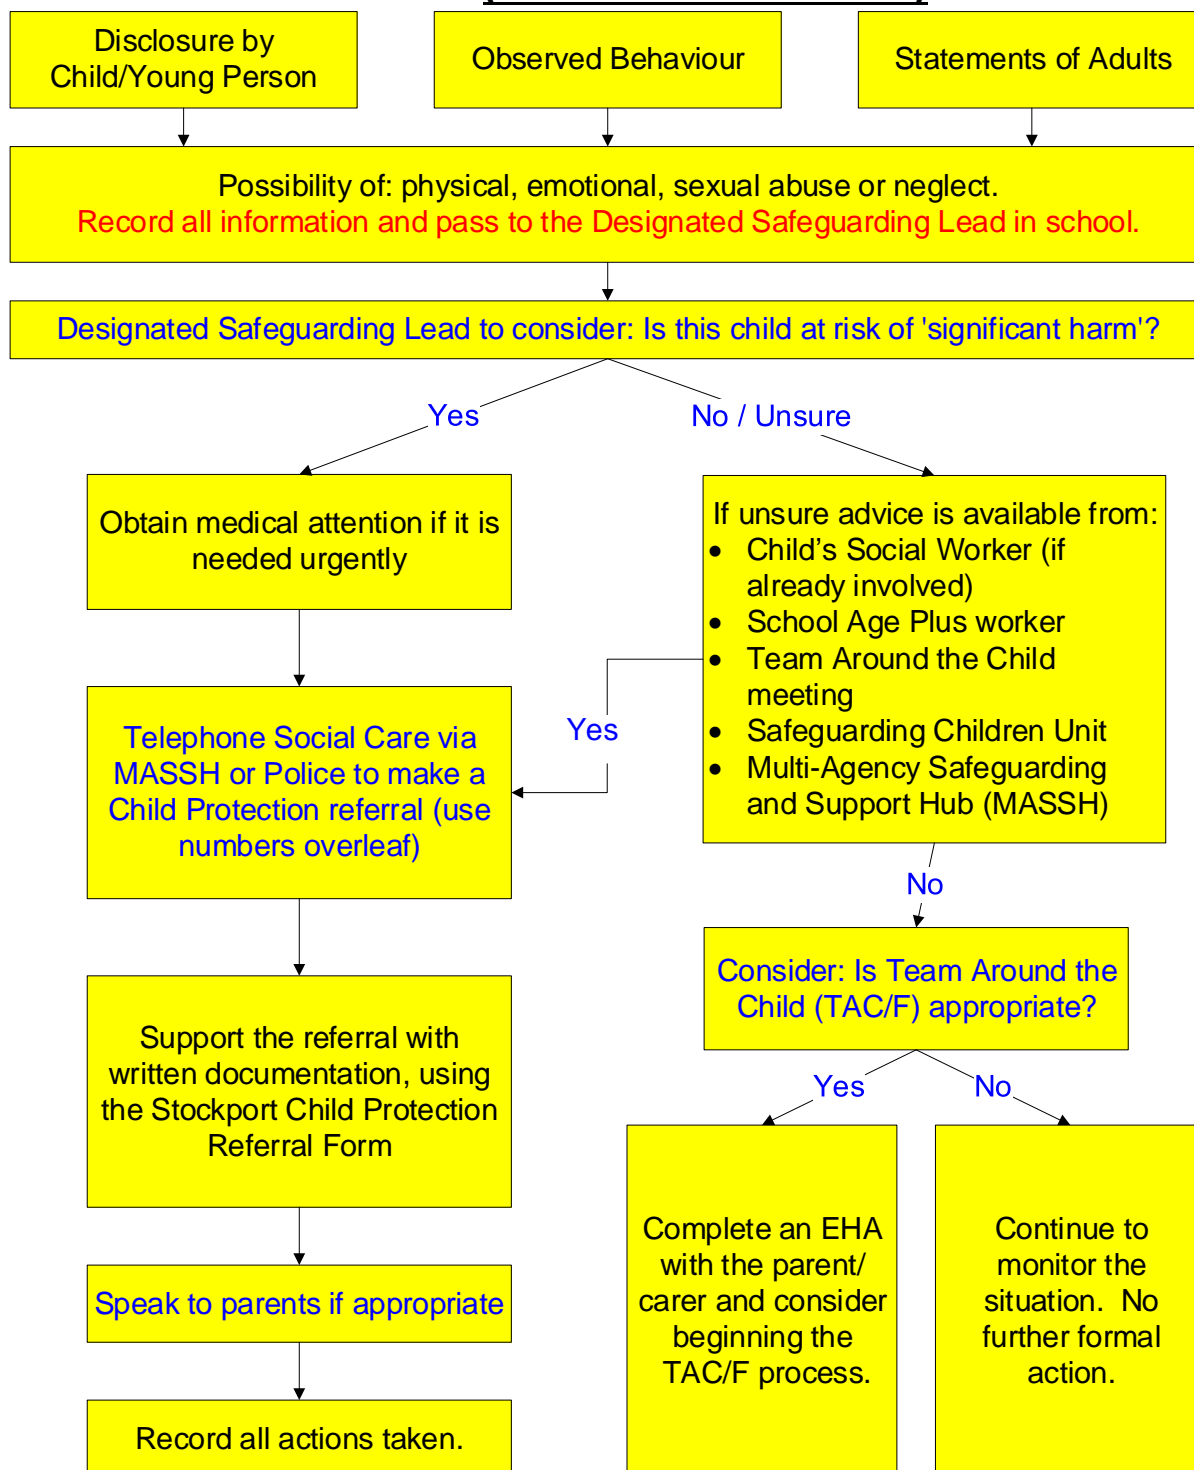 Disclosure by
Child/Young Person
Observed Behaviour
Statements of Adults
Possibility of: physical, emotional, sexual abuse or neglect.
Record all information and pass to the Designated Safeguarding Lead in school.
Designated Safeguarding Lead to consider: Is this child at risk of 'significant harm'?
Yes
No / Unsure
Obtain medical attention if it is
needed urgently
If unsure advice is available from:
• Child’s Social Worker (if
already involved)
• School Age Plus worker
• Team Around the Child
meeting
• Safeguarding Children Unit
• Multi-Agency Safeguarding
and Support Hub (MASSH)
Yes
Telephone Social Care via
MASSH or Police to make a
Child Protection referral (use
numbers overleaf)
No
Consider: Is Team Around the
Child (TAC/F) appropriate?
Support the referral with
written documentation, using
the Stockport Child Protection
Referral Form
Yes
No
Complete an EHA
with the parent/
carer and consider
beginning the
TAC/F process.
Continue to
monitor the
situation.  No
further formal
action.
Speak to parents if appropriate
Record all actions taken.